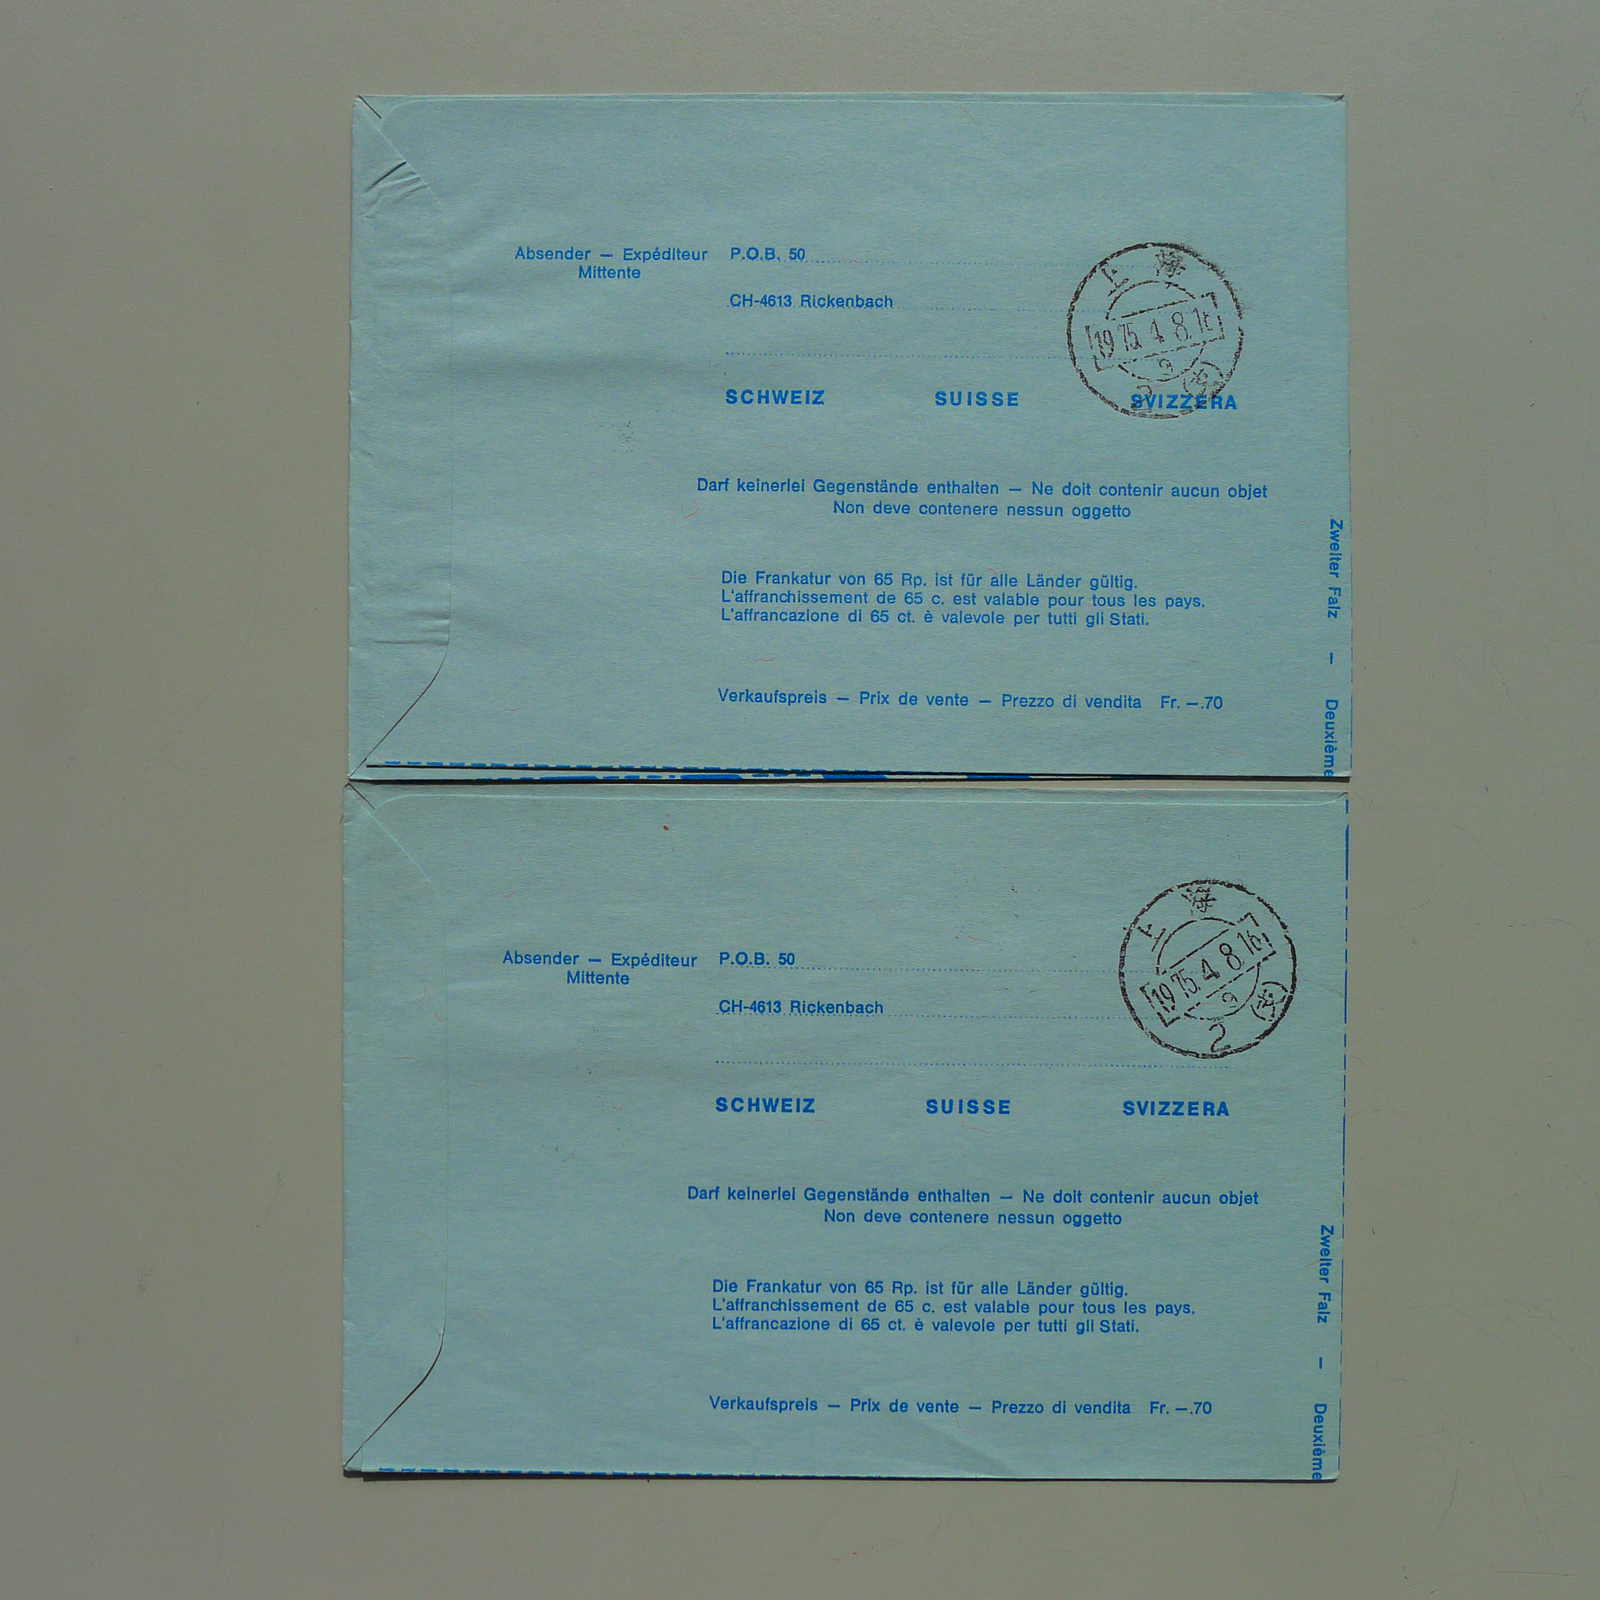 Absender — Expéditeur P.O.B. 50
Mittente
CH-4613 Rickenbach
上海
1975.4.8.16
2
SCHWEIZ SUISSE SVIZZERA
Darf keinerlei Gegenstände enthalten — Ne doit contenir aucun objet
Non deve contenere nessun oggetto
Die Frankatur von 65 Rp. ist für alle Länder gültig.
L'affranchissement de 65 c. est valable pour tous les pays.
L'affrancazione di 65 ct. è valevole per tutti gli Stati.
Verkaufspreis — Prix de vente — Prezzo di vendita Fr. —.70
Zweiter Falz — Deuxième
Absender — Expéditeur P.O.B. 50
Mittente
CH-4613 Rickenbach
上海
1975.4.8.16
2
SCHWEIZ SUISSE SVIZZERA
Darf keinerlei Gegenstände enthalten — Ne doit contenir aucun objet
Non deve contenere nessun oggetto
Die Frankatur von 65 Rp. ist für alle Länder gültig.
L'affranchissement de 65 c. est valable pour tous les pays.
L'affrancazione di 65 ct. è valevole per tutti gli Stati.
Verkaufspreis — Prix de vente — Prezzo di vendita Fr. —.70
Zweiter Falz — Deuxième